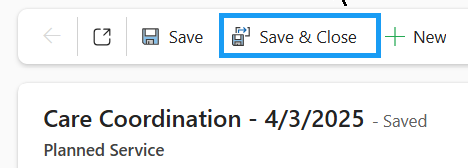 Save Save & Close New
Care Coordination - 4/3/2025 - Saved
Planned Service